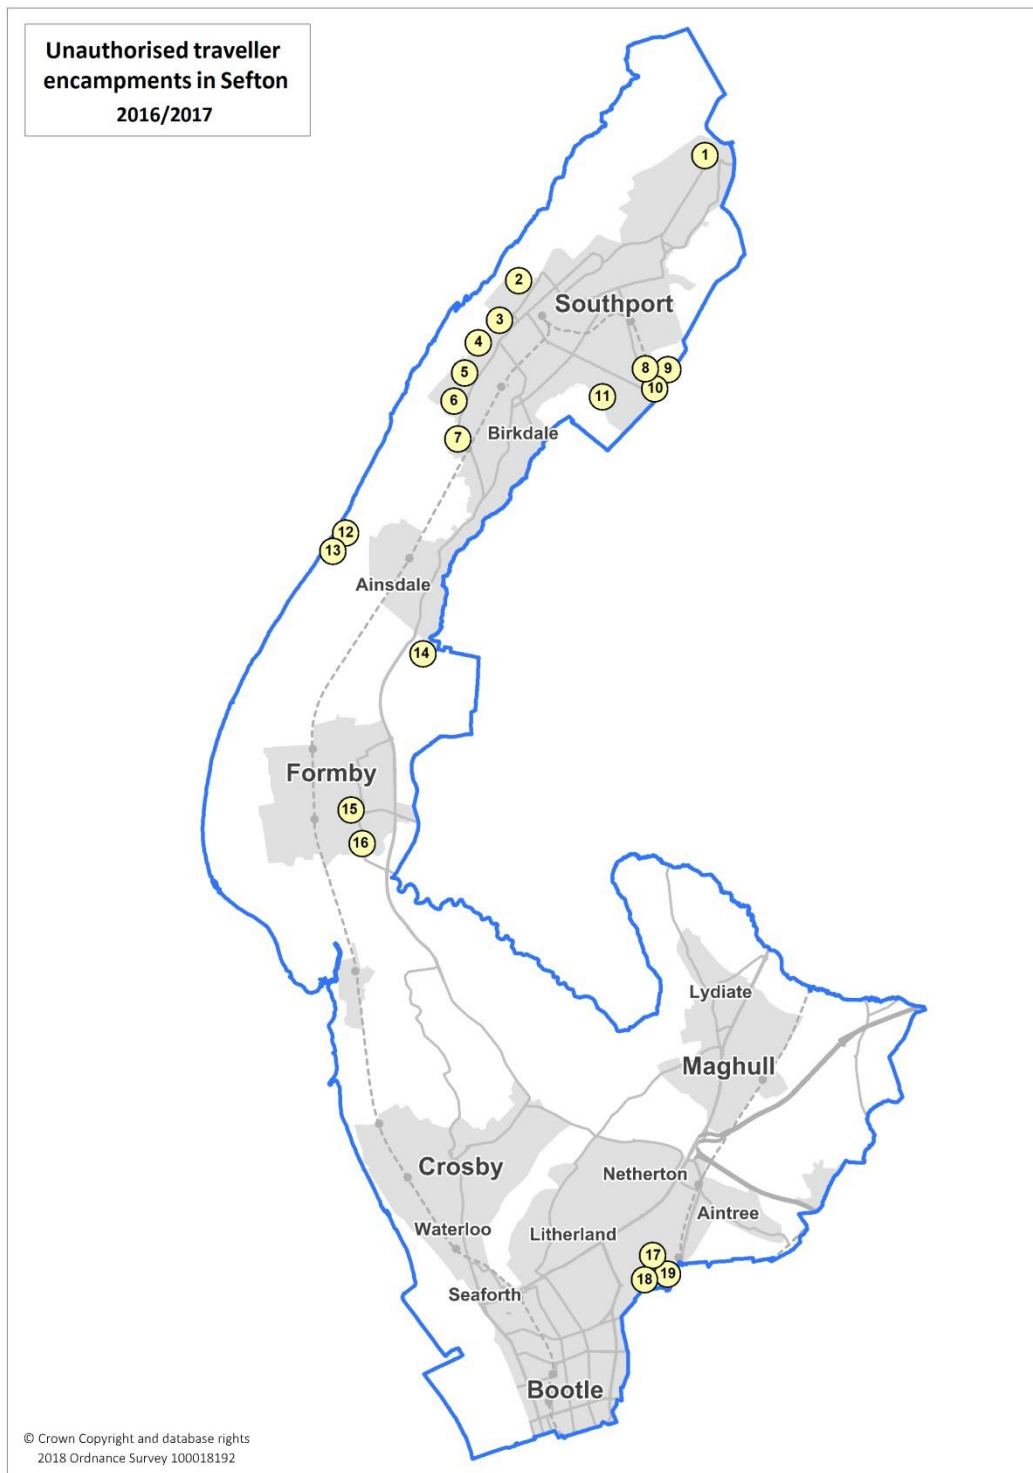 Unauthorised traveller
encampments in Sefton
2016/2017
1
2
Southport
3
4
5
8
9
10
6
11
7
Birkdale
12
13
Ainsdale
14
Formby
15
16
Lydiate
Maghull
Crosby
Netherton
Aintree
Waterloo
Litherland
17
19
18
Seaforth
Bootle
© Crown Copyright and database rights
2018 Ordnance Survey 100018192